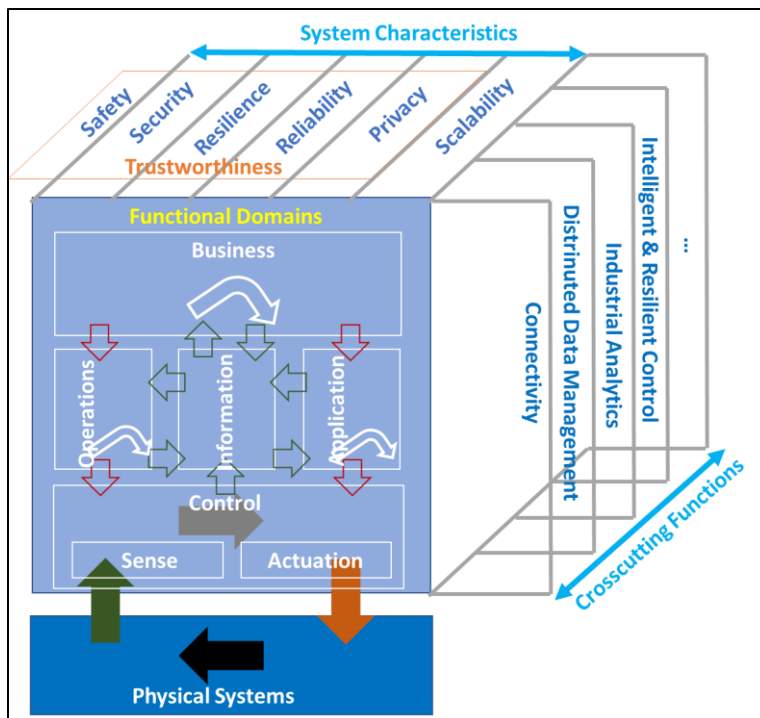 System Characteristics
Safety
Security
Resilience
Reliability
Privacy
Scalability
Trustworthiness
Functional Domains
Business
Operations
Information
Application
Control
Sense
Actuation
Physical Systems
Connectivity
Distrinuted Data Management
Industrial Analytics
Intelligent & Resilient Control
...
Crosscutting Functions